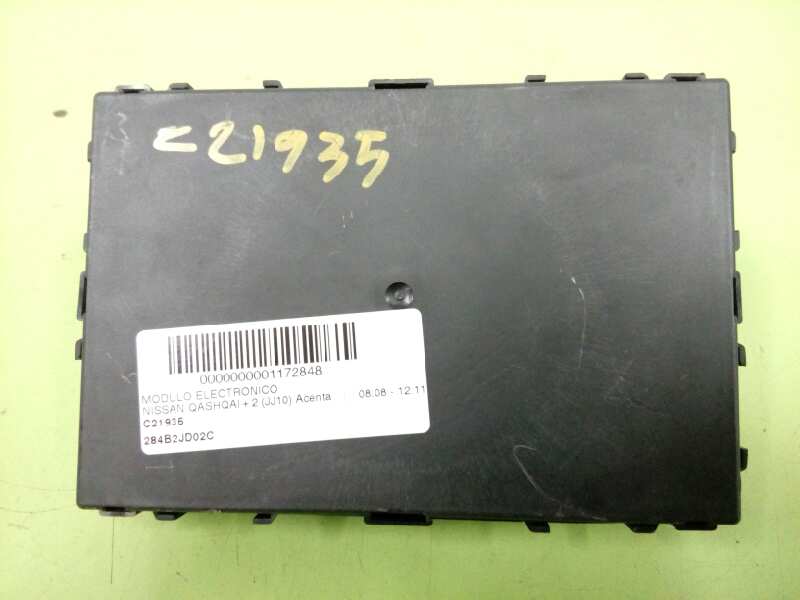 C21935
0000000001172848
MODULO ELECTRONICO
NISSAN QASHQAI + 2 (JJ10) Acenta 08.08 - 12.11
C21935
284B2JD02C